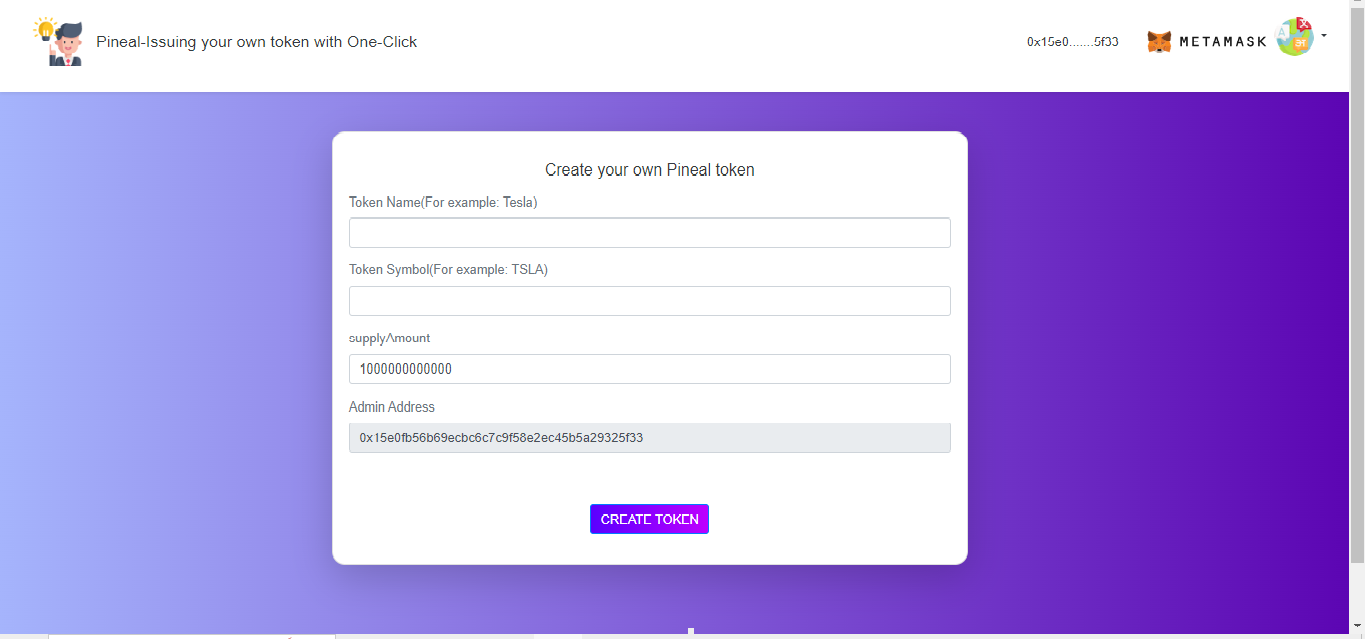 Pineal-Issuing your own token with One-Click
0x15e0.......5f33
METAMASK
Create your own Pineal token
Token Name(For example: Tesla)
Token Symbol(For example: TSLA)
supplyAmount
1000000000000
Admin Address
0x15e0fb56b69ecbc6c7c9f58e2ec45b5a29325f33
CREATE TOKEN